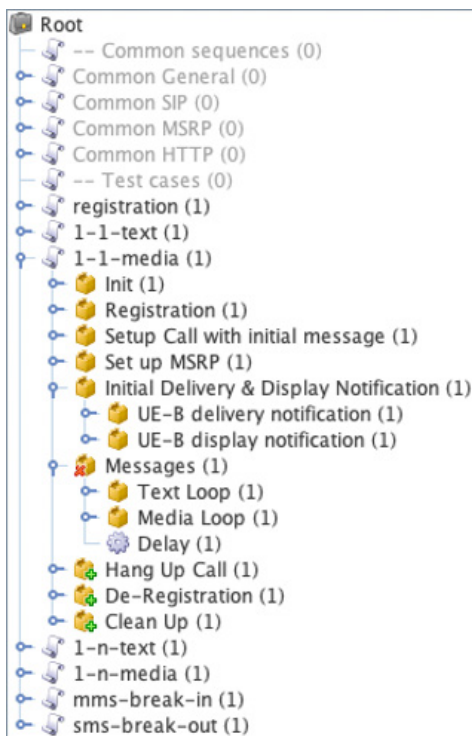 Root
-- Common sequences (0)
Common General (0)
Common SIP (0)
Common MSRP (0)
Common HTTP (0)
-- Test cases (0)
registration (1)
1-1-text (1)
1-1-media (1)
Init (1)
Registration (1)
Setup Call with initial message (1)
Set up MSRP (1)
Initial Delivery & Display Notification (1)
UE-B delivery notification (1)
UE-B display notification (1)
Messages (1)
Text Loop (1)
Media Loop (1)
Delay (1)
Hang Up Call (1)
De-Registration (1)
Clean Up (1)
1-n-text (1)
1-n-media (1)
mms-break-in (1)
sms-break-out (1)